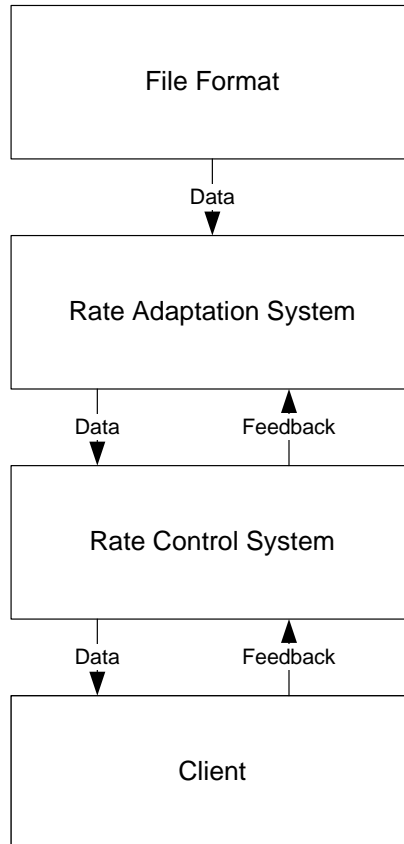 File Format
Data
Rate Adaptation System
Data
Feedback
Rate Control System
Data
Feedback
Client